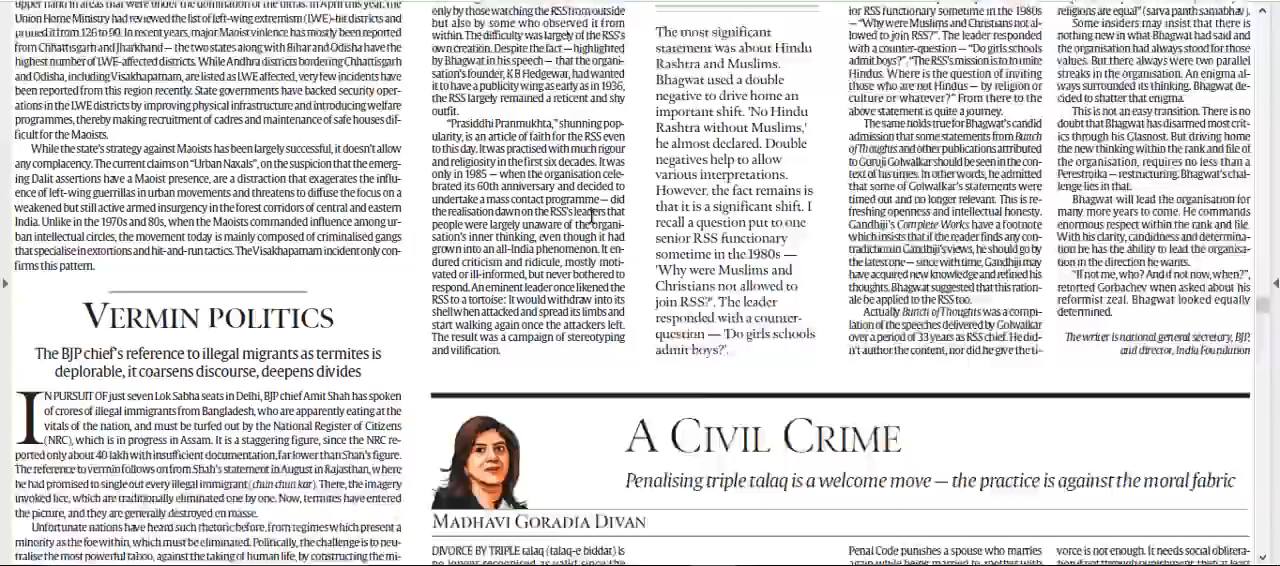 upper hand in areas that were under the domination of the ultras. In April this year, the
Union Home Ministry had reviewed the list of left-wing extremism (LWE)-hit districts and
pruned it from 126 to 90. In recent years, major Maoist violence has mostly been reported
from Chhattisgarh and Jharkhand — the two states along with Bihar and Odisha have the
highest number of LWE-affected districts. While Andhra districts bordering Chhattisgarh
and Odisha, including Visakhapatnam, are listed as LWE affected, very few incidents have
been reported from this region recently. State governments have backed security oper-
ations in the LWE districts by improving physical infrastructure and introducing welfare
programmes, thereby making recruitment of cadres and maintenance of safe houses dif-
ficult for the Maoists.
While the state's strategy against Maoists has been largely successful, it doesn't allow
any complacency. The current claims on "Urban Naxals", on the suspicion that the emerg-
ing Dalit assertions have a Maoist presence, are a distraction that exagerates the influ-
ence of left-wing guerrillas in urban movements and threatens to diffuse the focus on a
weakened but still active armed insurgency in the forest corridors of central and eastern
India. Unlike in the 1970s and 80s, when the Maoists commanded influence among ur-
ban intellectual circles, the movement today is mainly composed of criminalised gangs
that specialise in extortions and hit-and-run tactics. The Visakhapatnam incident only con-
firms this pattern.
VERMIN POLITICS
The BJP chief's reference to illegal migrants as termites is
deplorable, it coarsens discourse, deepens divides
IN PURSUIT OF just seven Lok Sabha seats in Delhi, BJP chief Amit Shah has spoken
of crores of illegal immigrants from Bangladesh, who are apparently eating at the
vitals of the nation, and must be turfed out by the National Register of Citizens
(NRC), which is in progress in Assam. It is a staggering figure, since the NRC re-
ported only about 40 lakh with insufficient documentation, far lower than Shah's figure.
The reference to vermin follows on from Shah's statement in August in Rajasthan, where
he had promised to single out every illegal immigrant (chun chun kar). There, the imagery
invoked lice, which are traditionally eliminated one by one. Now, termites have entered
the picture, and they are generally destroyed en masse.
Unfortunate nations have heard such rhetoric before, from regimes which present a
minority as the foe within, which must be eliminated. Politically, the challenge is to neu-
tralise the most powerful taboo, against the taking of human life, by constructing the mi-
only by those watching the RSS from outside
but also by some who observed it from
within. The difficulty was largely of the RSS's
own creation. Despite the fact — highlighted
by Bhagwat in his speech — that the organi-
sation's founder, K B Hedgewar, had wanted
it to have a publicity wing as early as in 1936,
the RSS largely remained a reticent and shy
outfit.
"Prasiddhi Pranmukhta," shunning pop-
ularity, is an article of faith for the RSS even
to this day. It was practised with much rigour
and religiosity in the first six decades. It was
only in 1985 — when the organisation cele-
brated its 60th anniversary and decided to
undertake a mass contact programme — did
the realisation dawn on the RSS's leaders that
people were largely unaware of the organi-
sation's inner thinking, even though it had
grown into an all-India phenomenon. It en-
dured criticism and ridicule, mostly moti-
vated or ill-informed, but never bothered to
respond. An eminent leader once likened the
RSS to a tortoise: It would withdraw into its
shell when attacked and spread its limbs and
start walking again once the attackers left.
The result was a campaign of stereotyping
and vilification.
The most significant
statement was about Hindu
Rashtra and Muslims.
Bhagwat used a double
negative to drive home an
important shift. 'No Hindu
Rashtra without Muslims,'
he almost declared. Double
negatives help to allow
various interpretations.
However, the fact remains is
that it is a significant shift. I
recall a question put to one
senior RSS functionary
sometime in the 1980s —
'Why were Muslims and
Christians not allowed to
join RSS?'. The leader
responded with a counter-
question — 'Do girls schools
admit boys?'.
ior RSS functionary sometime in the 1980s
— "Why were Muslims and Christians not al-
lowed to join RSS?". The leader responded
with a counter-question — "Do girls schools
admit boys?". "The RSS's mission is to unite
Hindus. Where is the question of inviting
those who are not Hindus — by religion or
culture or whatever?" From there to the
above statement is quite a journey.
The same holds true for Bhagwat's candid
admission that some statements from Bunch
of Thoughts and other publications attributed
to Guruji Golwalkar should be seen in the con-
text of his times. In other words, he admitted
that some of Golwalkar's statements were
timed out and no longer relevant. This is re-
freshing openness and intellectual honesty.
Gandhiji's Complete Works have a footnote
which insists that if the reader finds any con-
tradiction in Gandhiji's views, he should go by
the latest one — since with time, Gandhiji may
have acquired new knowledge and refined his
thoughts. Bhagwat suggested that this ration-
ale be applied to the RSS too.
Actually Bunch of Thoughts was a compi-
lation of the speeches delivered by Golwalkar
over a period of 33 years as RSS chief. He did-
n't author the content, nor did he give the ti-
religions are equal" (sarva panth samabhav).
Some insiders may insist that there is
nothing new in what Bhagwat had said and
the organisation had always stood for those
values. But there always were two parallel
streaks in the organisation. An enigma al-
ways surrounded its thinking. Bhagwat de-
cided to shatter that enigma.
This is not an easy transition. There is no
doubt that Bhagwat has disarmed most crit-
ics through his Glasnost. But driving home
the new thinking within the rank and file of
the organisation, requires no less than a
Perestroika — restructuring. Bhagwat's chal-
lenge lies in that.
Bhagwat will lead the organisation for
many more years to come. He commands
enormous respect within the rank and file.
With his clarity, candidness and determina-
tion he has the ability to lead the organisa-
tion in the direction he wants.
"If not me, who? And if not now, when?",
retorted Gorbachev when asked about his
reformist zeal. Bhagwat looked equally
determined.
The writer is national general secretary, BJP,
and director, India Foundation
A CIVIL CRIME
Penalising triple talaq is a welcome move — the practice is against the moral fabric
MADHAVI GORADIA DIVAN
DIVORCE BY TRIPLE talaq (talaq-e biddat) is
no longer recognised as valid since the
Penal Code punishes a spouse who marries
again while being married to another with
vorce is not enough. It needs social oblitera-